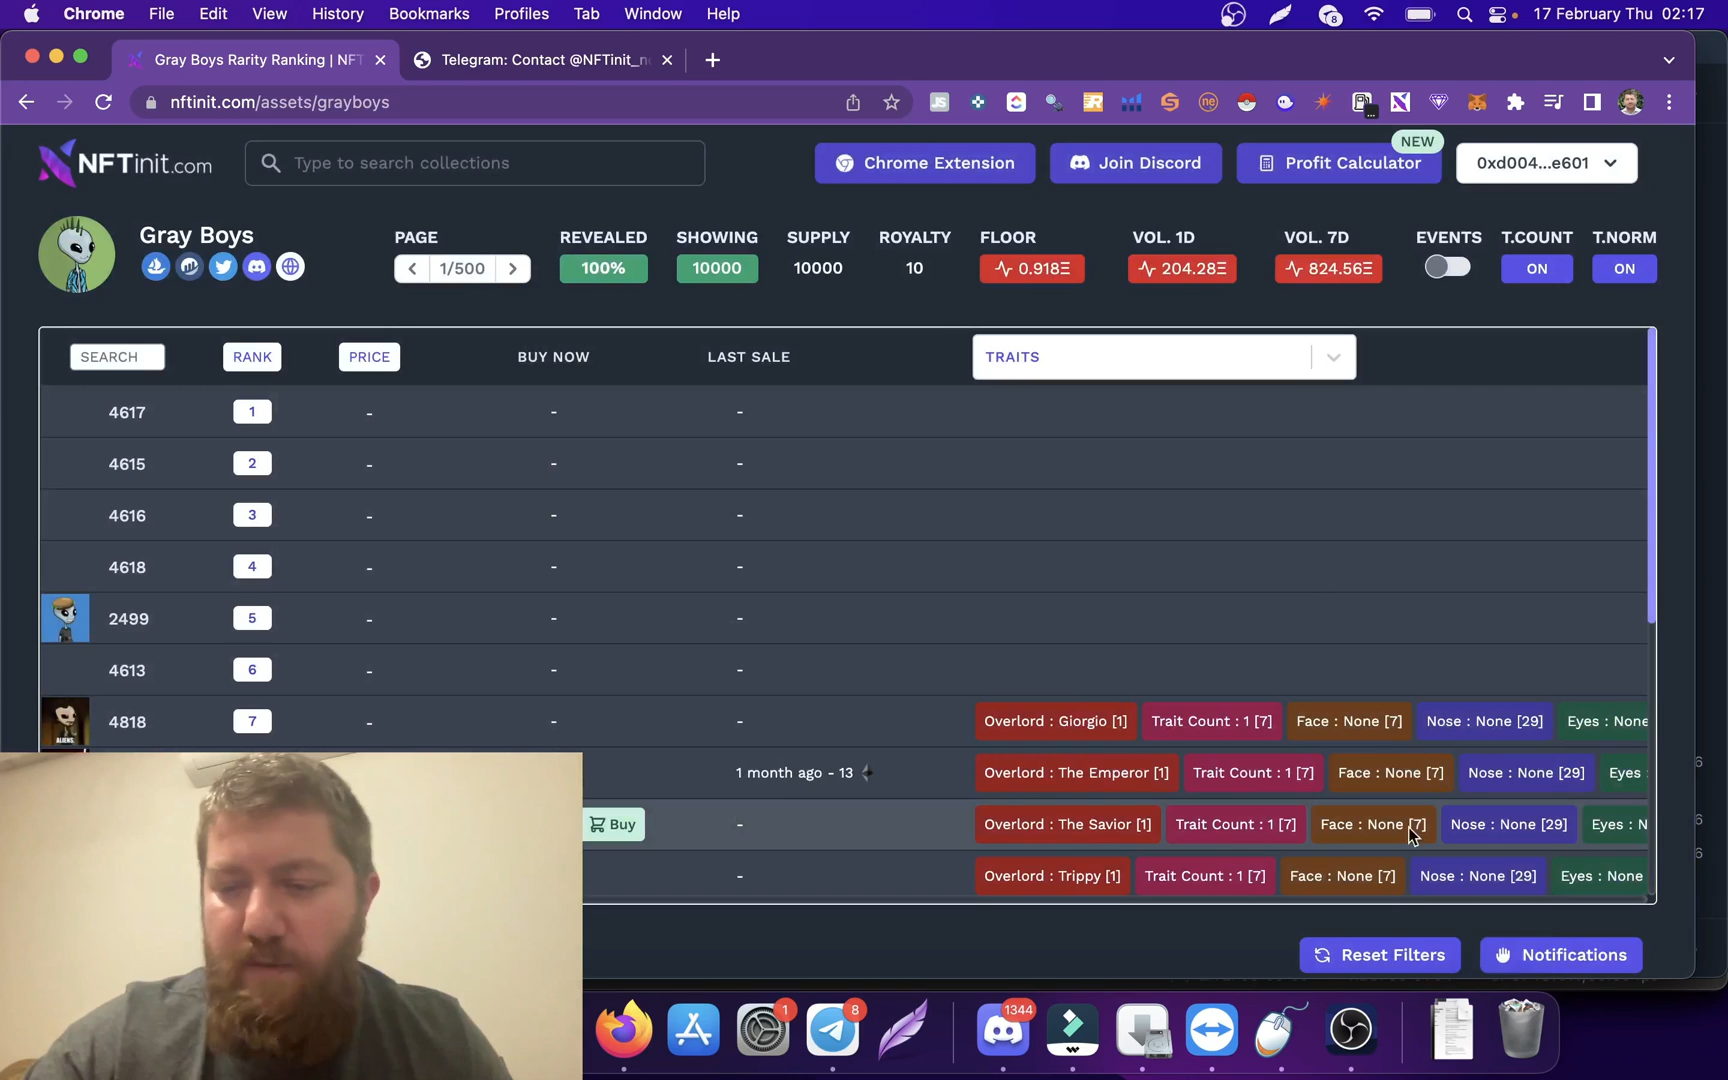 Chrome File Edit View History Bookmarks Profiles Tab Window Help 8 17 February Thu 02:17
Gray Boys Rarity Ranking | NFT Telegram: Contact @NFTinit_n
nftinit.com/assets/grayboys
NEW
NFTinit.com Type to search collections Chrome Extension Join Discord Profit Calculator 0xd004...e601
Gray Boys PAGE REVEALED SHOWING SUPPLY ROYALTY FLOOR VOL. 1D VOL. 7D EVENTS T.COUNT T.NORM
1/500 100% 10000 10000 10 0.918Ξ 204.28Ξ 824.56Ξ ON ON
SEARCH RANK PRICE BUY NOW LAST SALE TRAITS
4617 1 - - -
4615 2 - - -
4616 3 - - -
4618 4 - - -
2499 5 - - -
4613 6 - - -
4818 7 - - - Overlord : Giorgio [1] Trait Count : 1 [7] Face : None [7] Nose : None [29] Eyes : None
ALIENS
1 month ago - 13 Overlord : The Emperor [1] Trait Count : 1 [7] Face : None [7] Nose : None [29] Eyes :
Buy - Overlord : The Savior [1] Trait Count : 1 [7] Face : None [7] Nose : None [29] Eyes : N
- Overlord : Trippy [1] Trait Count : 1 [7] Face : None [7] Nose : None [29] Eyes : None
Reset Filters Notifications
1 8 1344